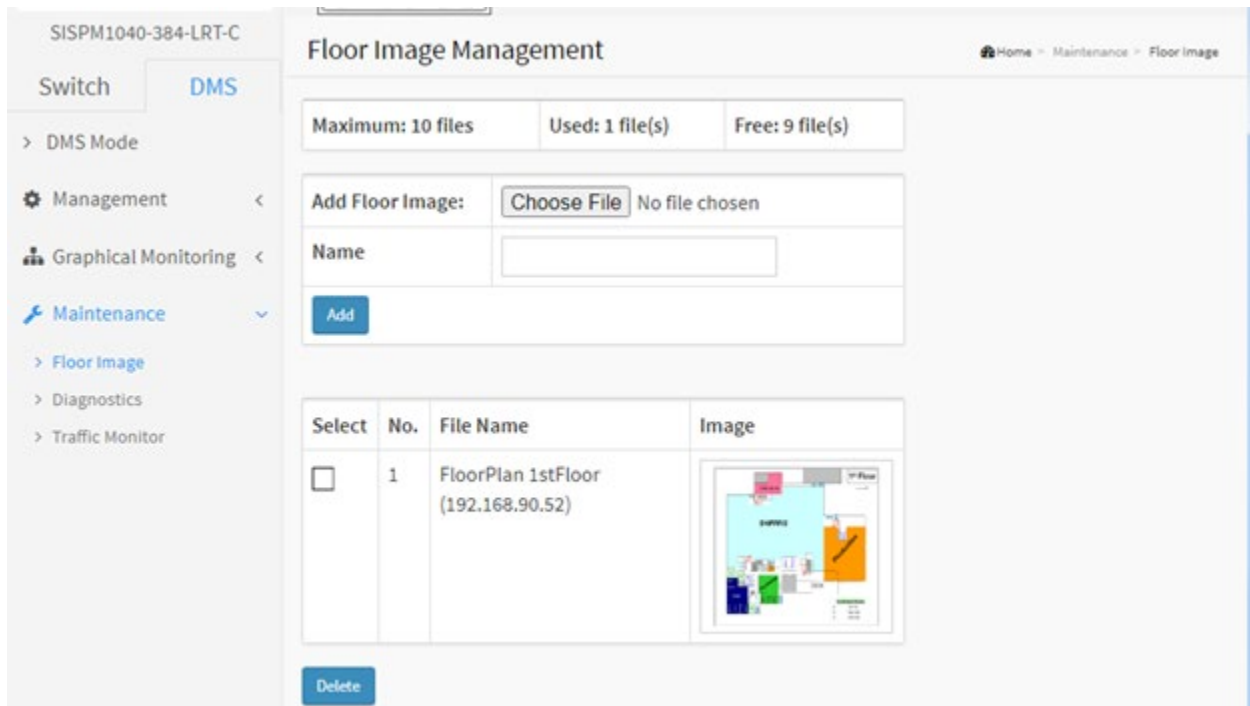 SISPM1040-384-LRT-C
Switch DMS
> DMS Mode
Management <
Graphical Monitoring <
Maintenance
> Floor Image
> Diagnostics
> Traffic Monitor
Floor Image Management
Home > Maintenance > Floor Image
Maximum: 10 files Used: 1 file(s) Free: 9 file(s)
Add Floor Image: Choose File No file chosen
Name
Add
Select No. File Name Image
1 FloorPlan 1stFloor
(192.168.90.52)
Delete